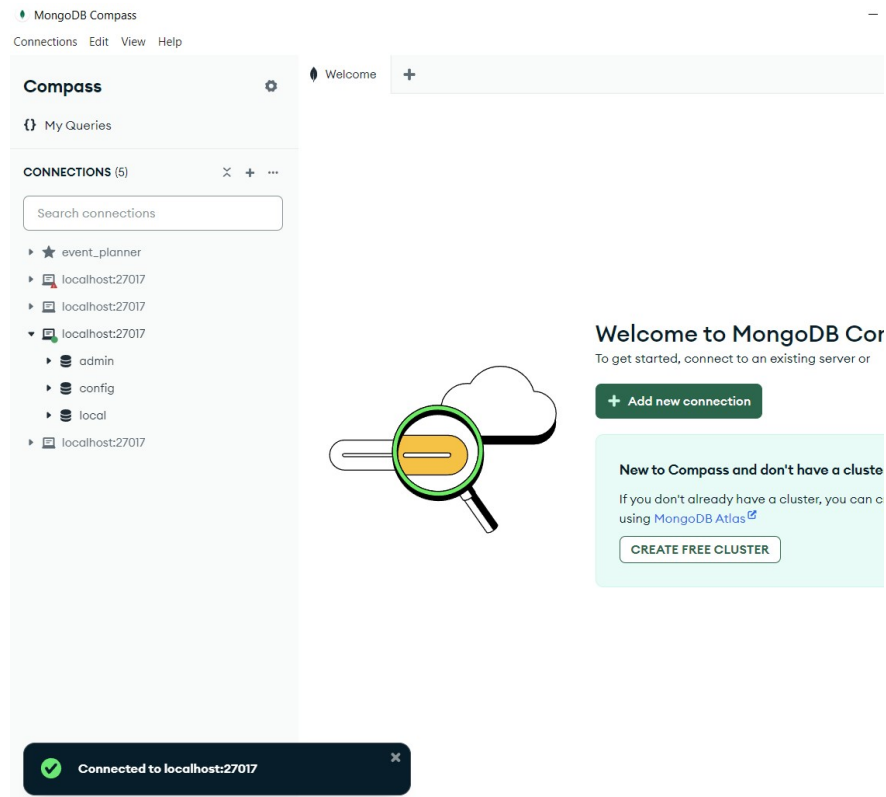 MongoDB Compass
Connections Edit View Help
Compass
{} My Queries
CONNECTIONS (5)
Search connections
event_planner
localhost:27017
localhost:27017
localhost:27017
admin
config
local
localhost:27017
Welcome
Welcome to MongoDB Com
To get started, connect to an existing server or
+ Add new connection
New to Compass and don't have a cluste
If you don't already have a cluster, you can c
using MongoDB Atlas
CREATE FREE CLUSTER
Connected to localhost:27017